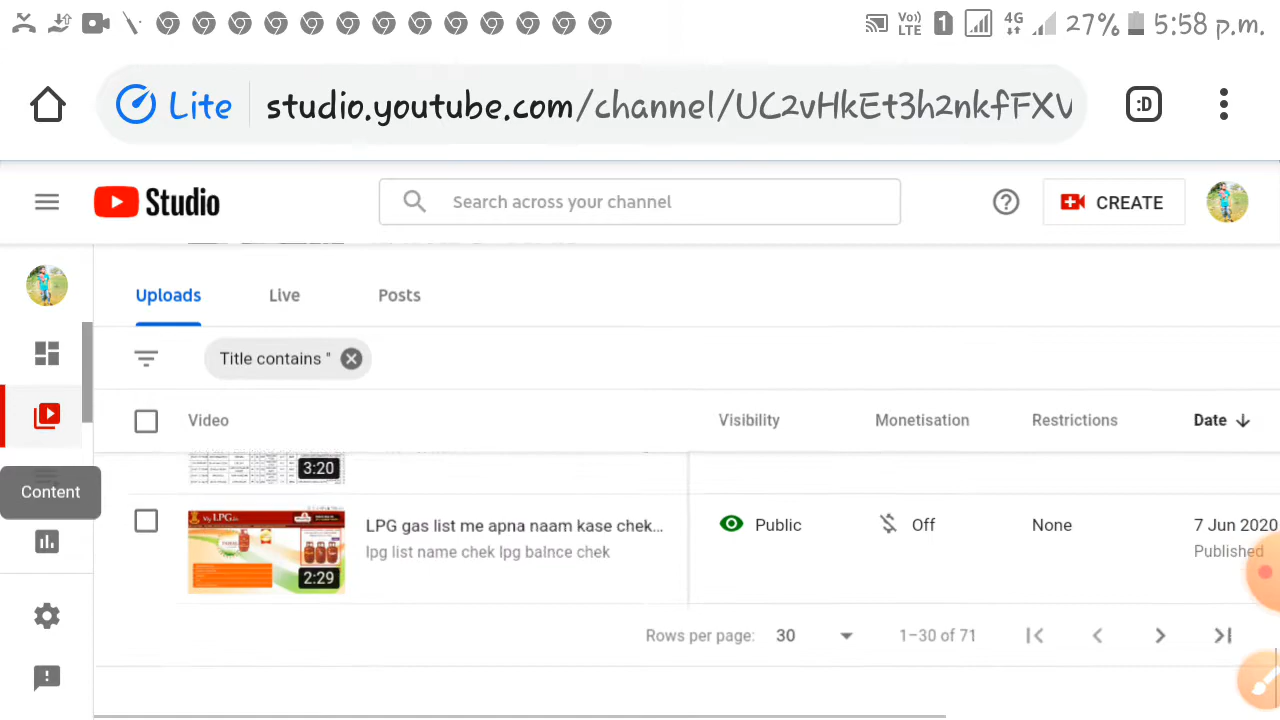 Vo) LTE 1 4G 27% 5:58 p.m.
Lite studio.youtube.com/channel/UC2vHkEt3h2nkfFXV :D
Studio Search across your channel CREATE
Uploads Live Posts
Title contains "
Video Visibility Monetisation Restrictions Date
3:20
Content
My LPG.in
LPG gas list me apna naam kase chek... Public Off None 7 Jun 2020
lpg list name chek lpg balnce chek Published
2:29
Rows per page: 30 1–30 of 71